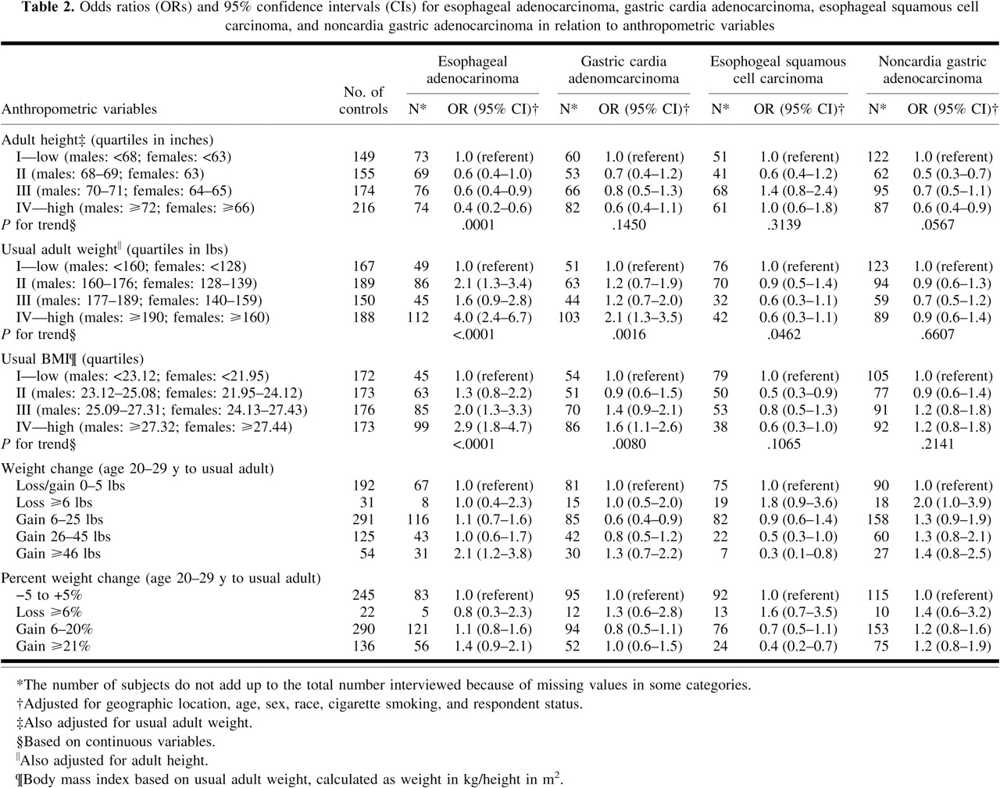 Table 2. Odds ratios (ORs) and 95% confidence intervals (CIs) for esophageal adenocarcinoma, gastric cardia adenocarcinoma, esophageal squamous cell
carcinoma, and noncardia gastric adenocarcinoma in relation to anthropometric variables
Esophageal Gastric cardia Esophogeal squamous Noncardia gastric
adenocarinoma adenomcarcinoma cell carcinoma adenocarcinoma
No. of
Anthropometric variables controls N* OR (95% CI)† N* OR (95% CI)† N* OR (95% CI)† N* OR (95% CI)†
Adult height‡ (quartiles in inches)
I—low (males: <68; females: <63) 149 73 1.0 (referent) 60 1.0 (referent) 51 1.0 (referent) 122 1.0 (referent)
II (males: 68–69; females: 63) 155 69 0.6 (0.4–1.0) 53 0.7 (0.4–1.2) 41 0.6 (0.4–1.2) 62 0.5 (0.3–0.7)
III (males: 70–71; females: 64–65) 174 76 0.6 (0.4–0.9) 66 0.8 (0.5–1.3) 68 1.4 (0.8–2.4) 95 0.7 (0.5–1.1)
IV—high (males: ⩾72; females: ⩾66) 216 74 0.4 (0.2–0.6) 82 0.6 (0.4–1.1) 61 1.0 (0.6–1.8) 87 0.6 (0.4–0.9)
P for trend§ .0001 .1450 .3139 .0567
Usual adult weight‖ (quartiles in lbs)
I—low (males: <160; females: <128) 167 49 1.0 (referent) 51 1.0 (referent) 76 1.0 (referent) 123 1.0 (referent)
II (males: 160–176; females: 128–139) 189 86 2.1 (1.3–3.4) 63 1.2 (0.7–1.9) 70 0.9 (0.5–1.4) 94 0.9 (0.6–1.3)
III (males: 177–189; females: 140–159) 150 45 1.6 (0.9–2.8) 44 1.2 (0.7–2.0) 32 0.6 (0.3–1.1) 59 0.7 (0.5–1.2)
IV—high (males: ⩾190; females: ⩾160) 188 112 4.0 (2.4–6.7) 103 2.1 (1.3–3.5) 42 0.6 (0.3–1.1) 89 0.9 (0.6–1.4)
P for trend§ <.0001 .0016 .0462 .6607
Usual BMI¶ (quartiles)
I—low (males: <23.12; females: <21.95) 172 45 1.0 (referent) 54 1.0 (referent) 79 1.0 (referent) 105 1.0 (referent)
II (males: 23.12–25.08; females: 21.95–24.12) 173 63 1.3 (0.8–2.2) 51 0.9 (0.6–1.5) 50 0.5 (0.3–0.9) 77 0.9 (0.6–1.4)
III (males: 25.09–27.31; females: 24.13–27.43) 176 85 2.0 (1.3–3.3) 70 1.4 (0.9–2.1) 53 0.8 (0.5–1.3) 91 1.2 (0.8–1.8)
IV—high (males: ⩾27.32; females: ⩾27.44) 173 99 2.9 (1.8–4.7) 86 1.6 (1.1–2.6) 38 0.6 (0.3–1.0) 92 1.2 (0.8–1.8)
P for trend§ <.0001 .0080 .1065 .2141
Weight change (age 20–29 y to usual adult)
Loss/gain 0–5 lbs 192 67 1.0 (referent) 81 1.0 (referent) 75 1.0 (referent) 90 1.0 (referent)
Loss ⩾6 lbs 31 8 1.0 (0.4–2.3) 15 1.0 (0.5–2.0) 19 1.8 (0.9–3.6) 18 2.0 (1.0–3.9)
Gain 6–25 lbs 291 116 1.1 (0.7–1.6) 85 0.6 (0.4–0.9) 82 0.9 (0.6–1.4) 158 1.3 (0.9–1.9)
Gain 26–45 lbs 125 43 1.0 (0.6–1.7) 42 0.8 (0.5–1.2) 22 0.5 (0.3–1.0) 60 1.3 (0.8–2.1)
Gain ⩾46 lbs 54 31 2.1 (1.2–3.8) 30 1.3 (0.7–2.2) 7 0.3 (0.1–0.8) 27 1.4 (0.8–2.5)
Percent weight change (age 20–29 y to usual adult)
−5 to +5% 245 83 1.0 (referent) 95 1.0 (referent) 92 1.0 (referent) 115 1.0 (referent)
Loss ⩾6% 22 5 0.8 (0.3–2.3) 12 1.3 (0.6–2.8) 13 1.6 (0.7–3.5) 10 1.4 (0.6–3.2)
Gain 6–20% 290 121 1.1 (0.8–1.6) 94 0.8 (0.5–1.1) 76 0.7 (0.5–1.1) 153 1.2 (0.8–1.6)
Gain ⩾21% 136 56 1.4 (0.9–2.1) 52 1.0 (0.6–1.5) 24 0.4 (0.2–0.7) 75 1.2 (0.8–1.9)
*The number of subjects do not add up to the total number interviewed because of missing values in some categories.
†Adjusted for geographic location, age, sex, race, cigarette smoking, and respondent status.
‡Also adjusted for usual adult weight.
§Based on continuous variables.
‖Also adjusted for adult height.
¶Body mass index based on usual adult weight, calculated as weight in kg/height in m².